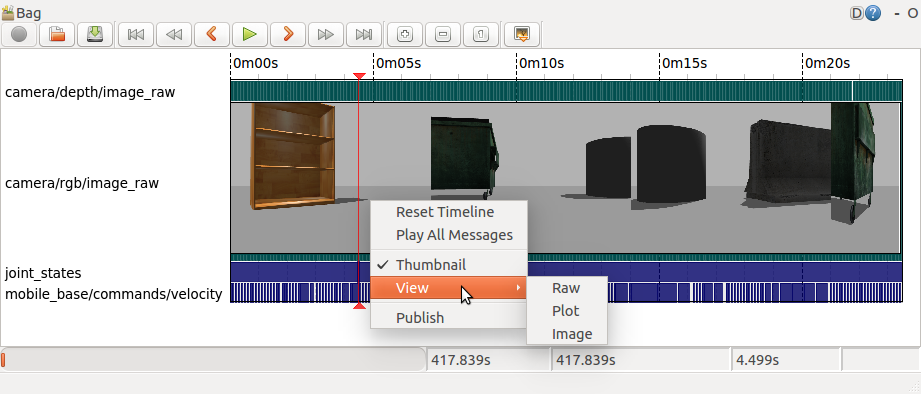 Bag
D ? - O
1
0m00s 0m05s 0m10s 0m15s 0m20s
camera/depth/image_raw
camera/rgb/image_raw
Reset Timeline
Play All Messages
Thumbnail
joint_states
View
Raw
mobile_base/commands/velocity
Plot
Publish
Image
417.839s 417.839s 4.499s